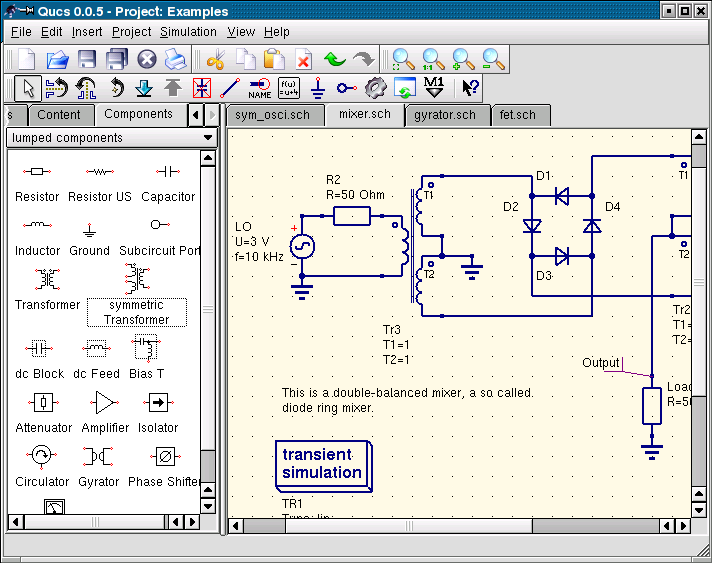 Qucs 0.0.5 - Project: Examples
File Edit Insert Project Simulation View Help
1:1
NAME
f(u)
=u+4
M1
s Content Components
sym_osci.sch mixer.sch gyrator.sch fet.sch
lumped components
Resistor Resistor US Capacitor
Inductor Ground Subcircuit Port
Transformer symmetric
Transformer
dc Block dc Feed Bias T
Attenuator Amplifier Isolator
Circulator Gyrator Phase Shifter
LO
U=3 V
f=10 kHz
R2
R=50 Ohm
T1
T2
Tr3
T1=1
T2=1
D1
D2
D4
D3
T1
T2
Tr2
T1=
T2=
Output
Load
R=50
This is a double-balanced mixer, a so called
diode ring mixer.
transient
simulation
TR1